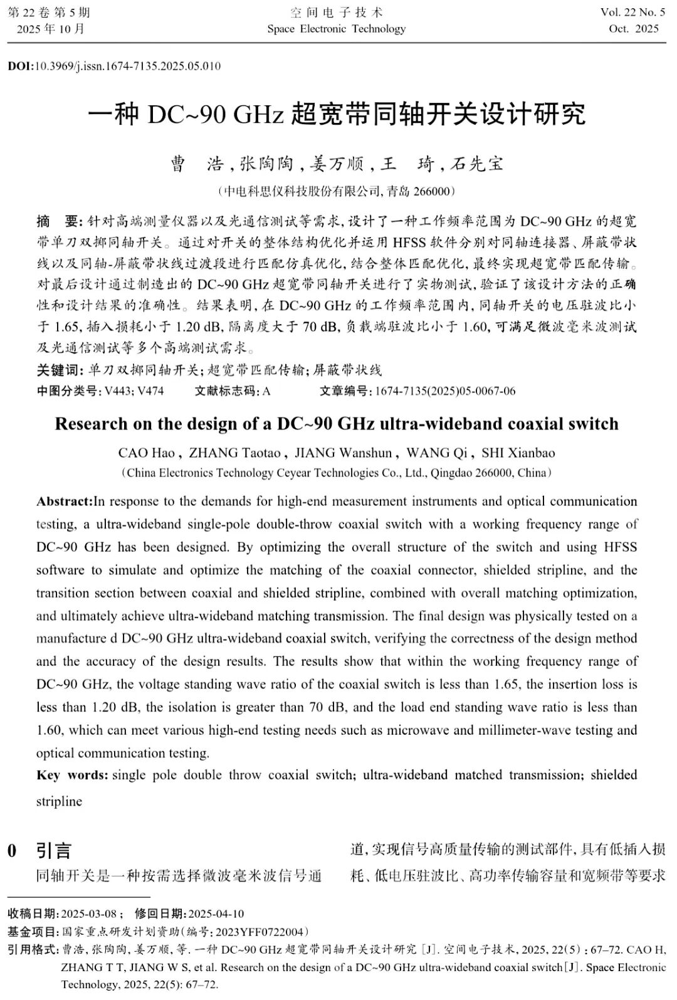 第 22 卷 第 5 期
2025 年 10 月
空间电子技术
Space Electronic Technology
Vol. 22 No. 5
Oct. 2025
DOI:10.3969/j.issn.1674-7135.2025.05.010
一种 DC~90 GHz 超宽带同轴开关设计研究
曹 浩,张陶陶,姜万顺,王 琦,石先宝
(中电科思仪科技股份有限公司,青岛 266000)
摘 要:针对高端测量仪器以及光通信测试等需求,设计了一种工作频率范围为 DC~90 GHz 的超宽
带单刀双掷同轴开关。通过对开关的整体结构优化并运用 HFSS 软件分别对同轴连接器、屏蔽带状
线以及同轴-屏蔽带状线过渡段进行匹配仿真优化,结合整体匹配优化,最终实现超宽带匹配传输。
对最后设计通过制造出的 DC~90 GHz 超宽带同轴开关进行了实物测试,验证了该设计方法的正确
性和设计结果的准确性。结果表明,在 DC~90 GHz 的工作频率范围内,同轴开关的电压驻波比小
于 1.65,插入损耗小于 1.20 dB,隔离度大于 70 dB,负载端驻波比小于 1.60,可满足微波毫米波测试
及光通信测试等多个高端测试需求。
关键词:单刀双掷同轴开关;超宽带匹配传输;屏蔽带状线
中图分类号:V443;V474 文献标志码:A 文章编号:1674-7135(2025)05-0067-06
Research on the design of a DC~90 GHz ultra-wideband coaxial switch
CAO Hao, ZHANG Taotao, JIANG Wanshun, WANG Qi, SHI Xianbao
(China Electronics Technology Ceyear Technologies Co., Ltd., Qingdao 266000, China)
Abstract:In response to the demands for high-end measurement instruments and optical communication
testing, a ultra-wideband single-pole double-throw coaxial switch with a working frequency range of
DC~90 GHz has been designed. By optimizing the overall structure of the switch and using HFSS
software to simulate and optimize the matching of the coaxial connector, shielded stripline, and the
transition section between coaxial and shielded stripline, combined with overall matching optimization,
and ultimately achieve ultra-wideband matching transmission. The final design was physically tested on a
manufacture d DC~90 GHz ultra-wideband coaxial switch, verifying the correctness of the design method
and the accuracy of the design results. The results show that within the working frequency range of
DC~90 GHz, the voltage standing wave ratio of the coaxial switch is less than 1.65, the insertion loss is
less than 1.20 dB, the isolation is greater than 70 dB, and the load end standing wave ratio is less than
1.60, which can meet various high-end testing needs such as microwave and millimeter-wave testing and
optical communication testing.
Key words: single pole double throw coaxial switch; ultra-wideband matched transmission; shielded
stripline
0 引言
同轴开关是一种按需选择微波毫米波信号通
道,实现信号高质量传输的测试部件,具有低插入损
耗、低电压驻波比、高功率传输容量和宽频带等要求
收稿日期:2025-03-08; 修回日期:2025-04-10
基金项目:国家重点研发计划资助(编号:2023YFF0722004)
引用格式:曹浩,张陶陶,姜万顺,等.一种 DC~90 GHz 超宽带同轴开关设计研究[J].空间电子技术,2025,22(5):67–72. CAO H,
ZHANG T T, JIANG W S, et al. Research on the design of a DC~90 GHz ultra-wideband coaxial switch[J]. Space Electronic
Technology, 2025, 22(5): 67–72.